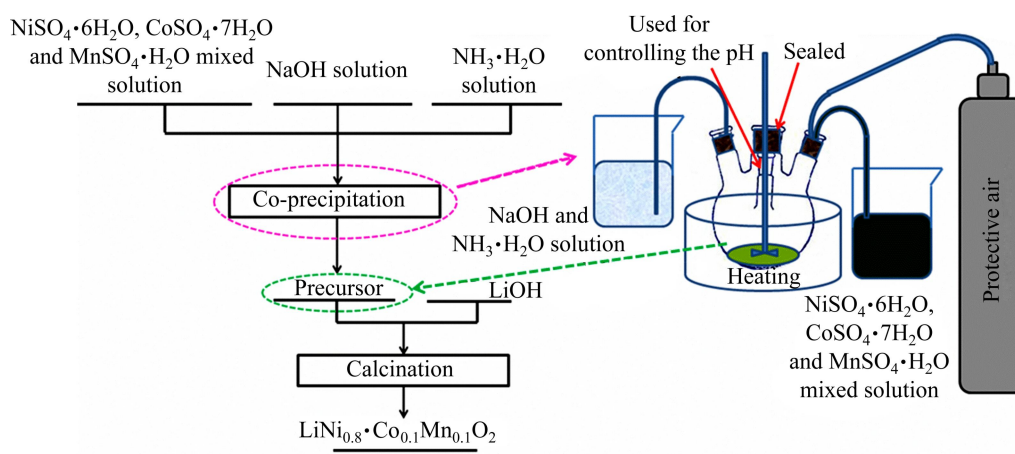 NiSO₄•6H₂O, CoSO₄•7H₂O
and MnSO₄•H₂O mixed
solution
NaOH solution
NH₃•H₂O
solution
Co-precipitation
Precursor
LiOH
Calcination
LiNi₀.₈•Co₀.₁Mn₀.₁O₂
Used for
controlling the pH
Sealed
NaOH and
NH₃•H₂O solution
Heating
NiSO₄•6H₂O,
CoSO₄•7H₂O
and MnSO₄•H₂O
mixed solution
Protective air